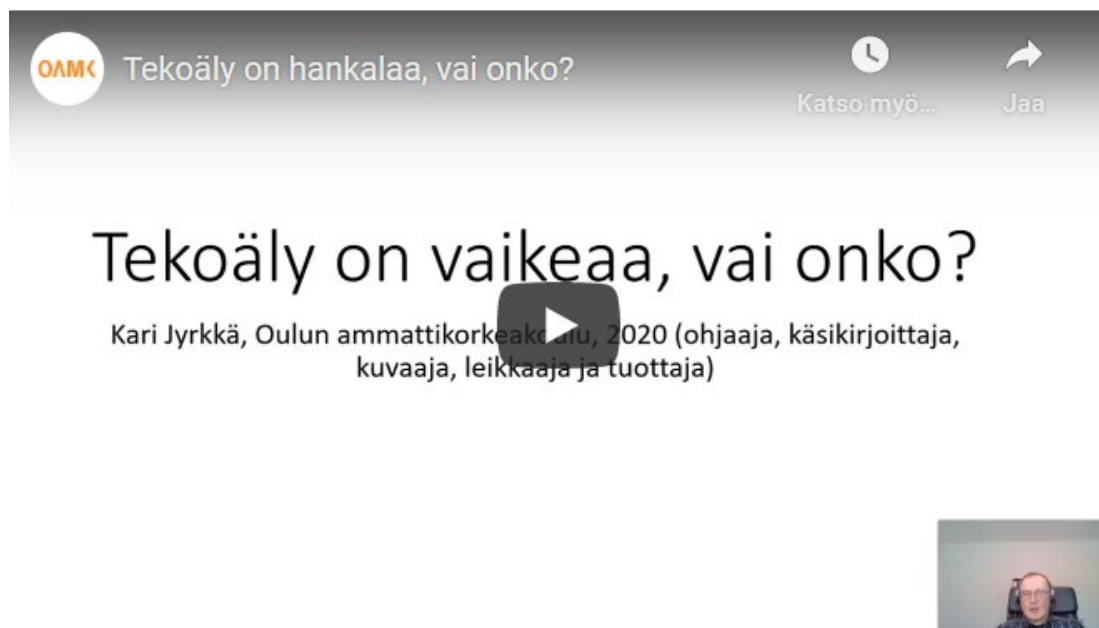 OAMK
Tekoäly on hankalaa, vai onko?
Katso myö...
Jaa
Tekoäly on vaikeaa, vai onko?
Kari Jyrkkä, Oulun ammattikorkeakoulu, 2020 (ohjaaja, käsikirjoittaja,
kuvaaja, leikkaaja ja tuottaja)